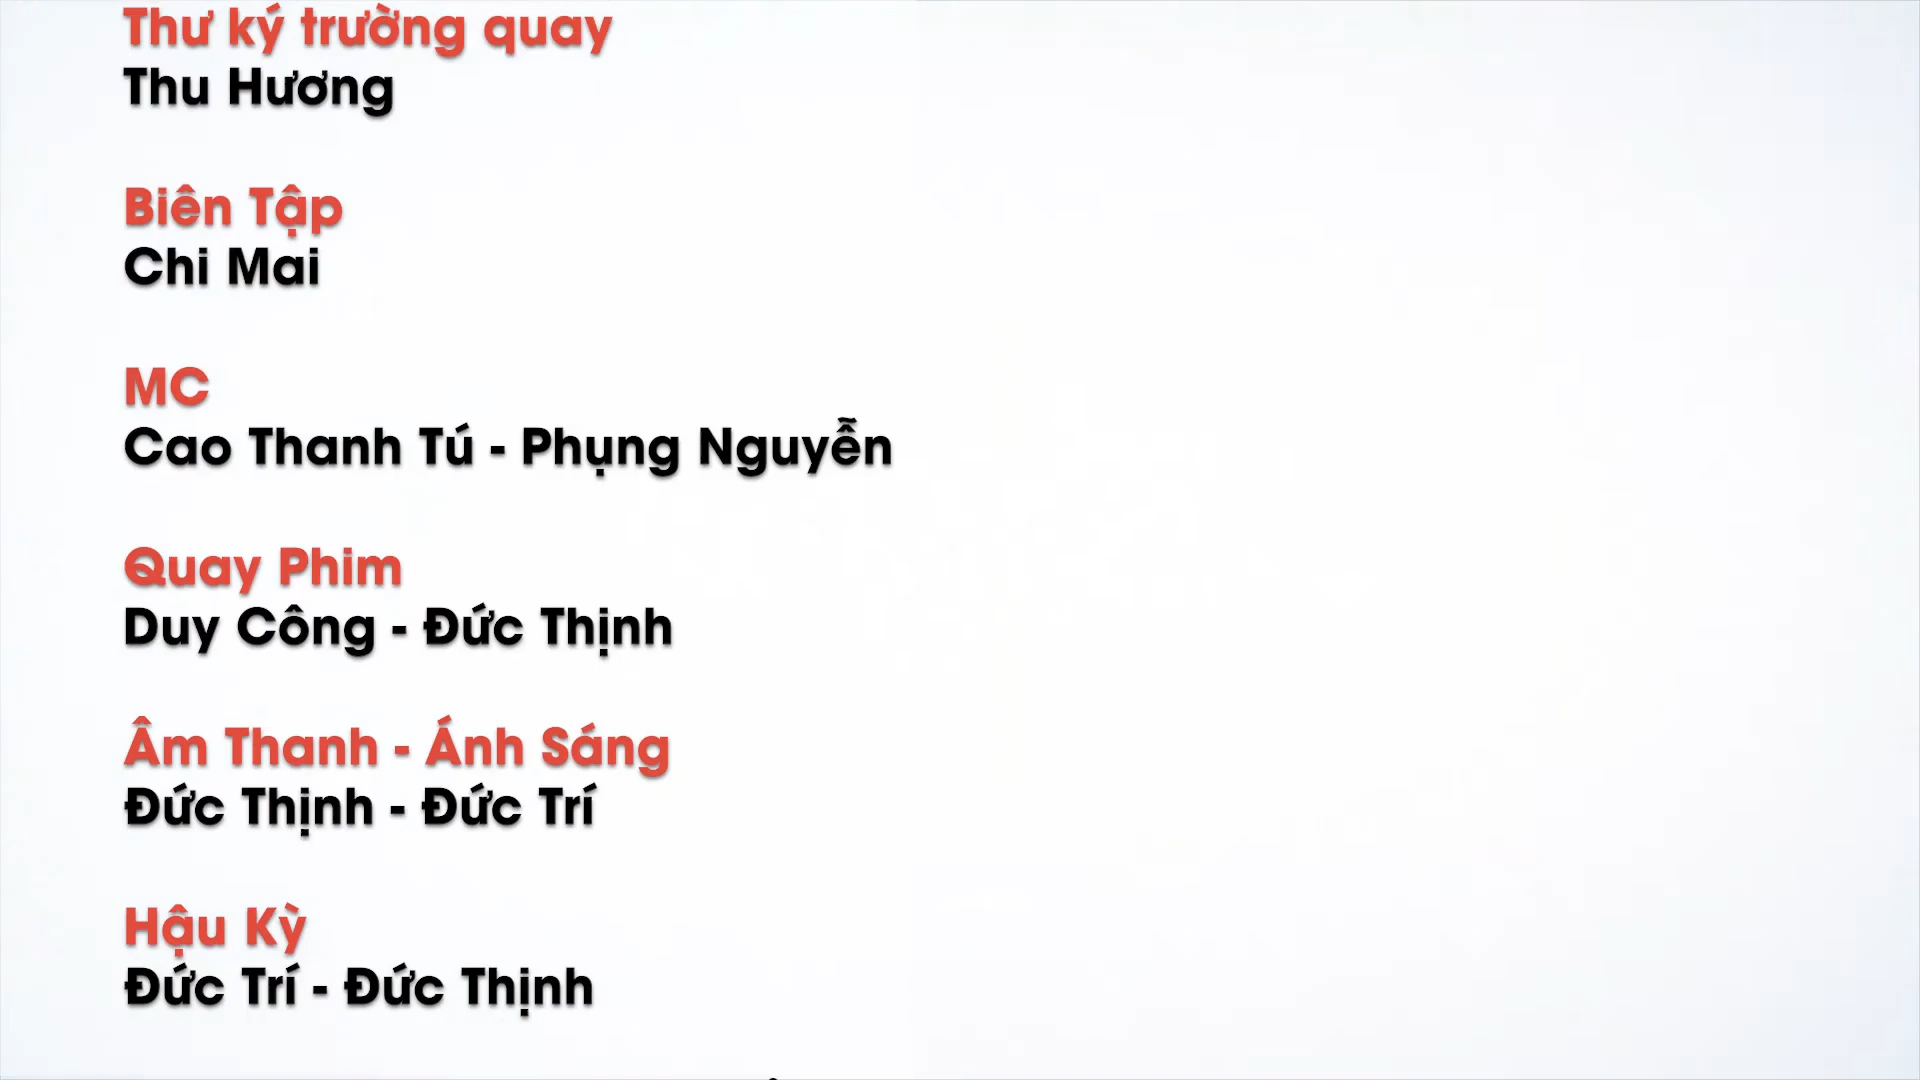 Thư ký trường quay
Thu Hương
Biên Tập
Chi Mai
MC
Cao Thanh Tú - Phụng Nguyễn
Quay Phim
Duy Công - Đức Thịnh
Âm Thanh - Ánh Sáng
Đức Thịnh - Đức Trí
Hậu Kỳ
Đức Trí - Đức Thịnh